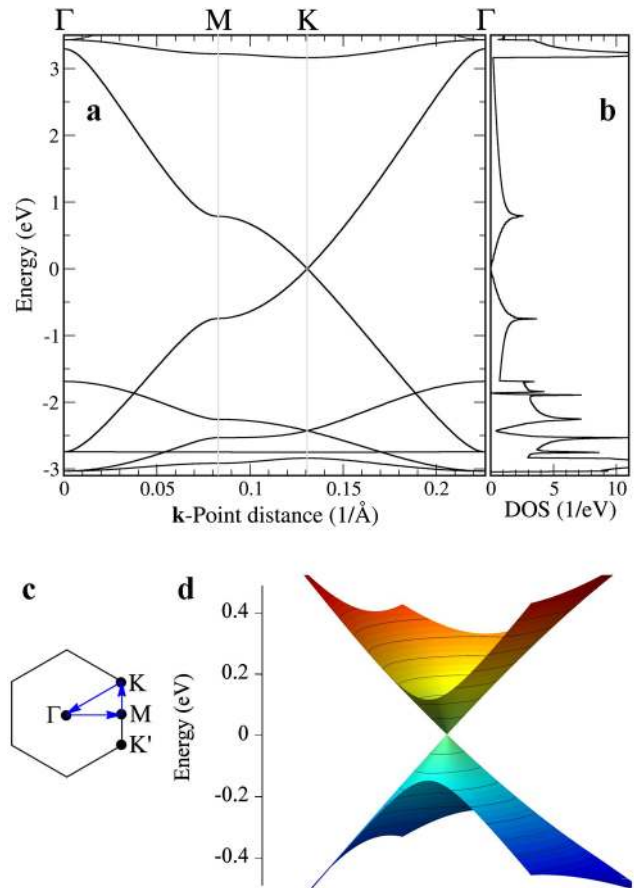 Γ M K Γ
a b
3
2
1
0
-1
-2
-3
Energy (eV)
0 0.05 0.1 0.15 0.2 0 5 10
k-Point distance (1/Å) DOS (1/eV)
c d
0.4
0.2
0
-0.2
-0.4
Energy (eV)
K
Γ M
K'